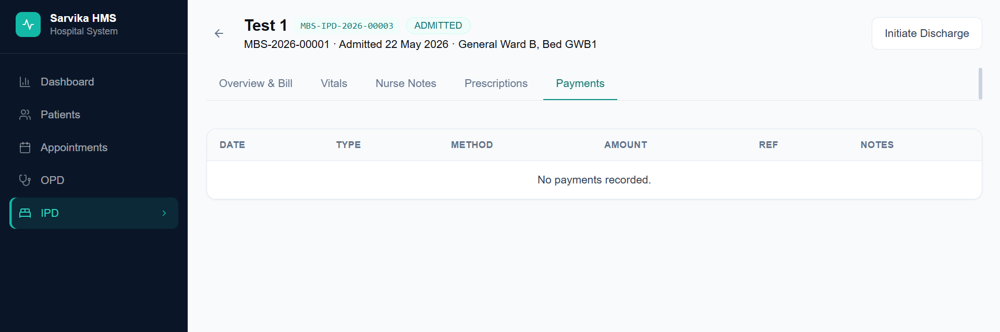 Sarvika HMS
Hospital System
Dashboard
Patients
Appointments
OPD
IPD
Test 1 MBS-IPD-2026-00003 ADMITTED
MBS-2026-00001 · Admitted 22 May 2026 · General Ward B, Bed GWB1
Initiate Discharge
Overview & Bill Vitals Nurse Notes Prescriptions Payments
DATE TYPE METHOD AMOUNT REF NOTES
No payments recorded.